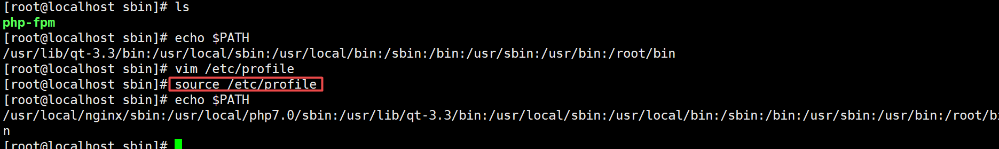 [root@localhost sbin]# ls
php-fpm
[root@localhost sbin]# echo $PATH
/usr/lib/qt-3.3/bin:/usr/local/sbin:/usr/local/bin:/sbin:/bin:/usr/sbin:/usr/bin:/root/bin
[root@localhost sbin]# vim /etc/profile
[root@localhost sbin]# source /etc/profile
[root@localhost sbin]# echo $PATH
/usr/local/nginx/sbin:/usr/local/php7.0/sbin:/usr/lib/qt-3.3/bin:/usr/local/sbin:/usr/local/bin:/sbin:/bin:/usr/sbin:/usr/bin:/root/bi
n
[root@localhost sbin]#